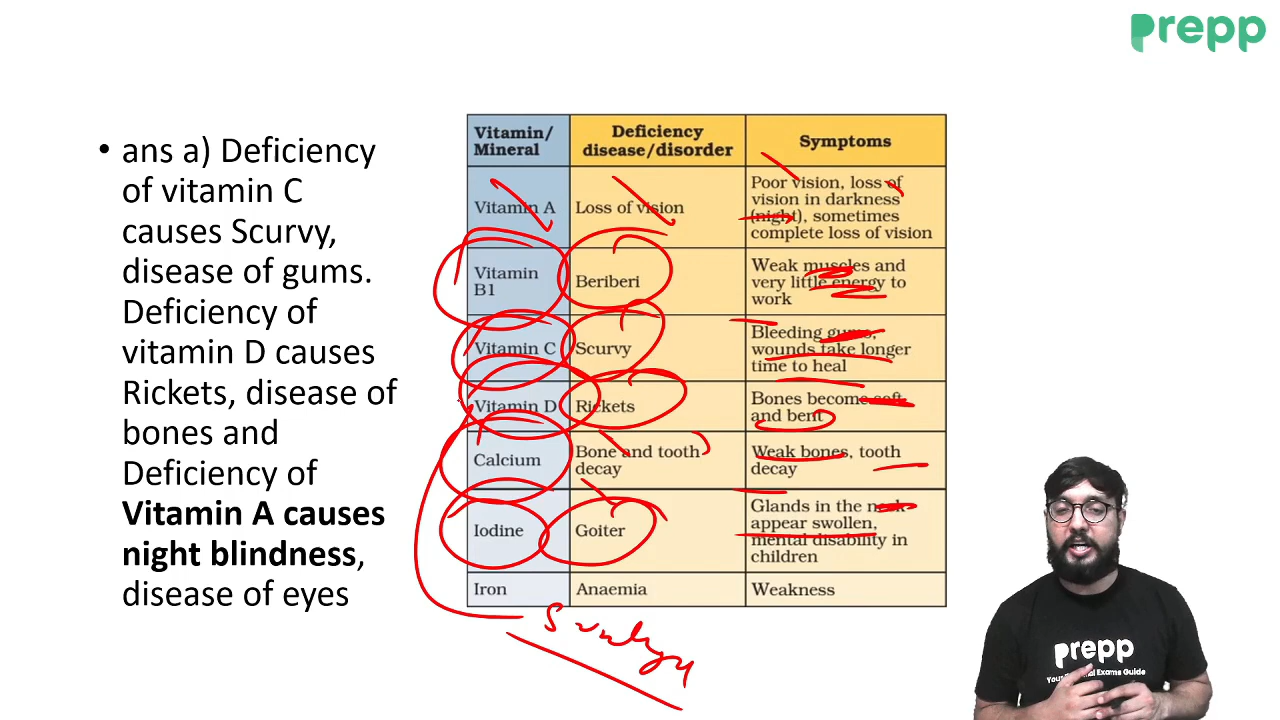 prepp
• ans a) Deficiency
of vitamin C
causes Scurvy,
disease of gums.
Deficiency of
vitamin D causes
Rickets, disease of
bones and
Deficiency of
Vitamin A causes
night blindness,
disease of eyes
Vitamin/
Mineral
Deficiency
disease/disorder
Symptoms
Vitamin A
Loss of vision
Poor vision, loss of
vision in darkness
(night), sometimes
complete loss of vision
Vitamin
B1
Beriberi
Weak muscles and
very little energy to
work
Vitamin C
Scurvy
Bleeding gums,
wounds take longer
time to heal
Vitamin D
Rickets
Bones become soft
and bent
Calcium
Bone and tooth
decay
Weak bones, tooth
decay
Iodine
Goiter
Glands in the neck
appear swollen,
mental disability in
children
Iron
Anaemia
Weakness
prepp
Exams Guide